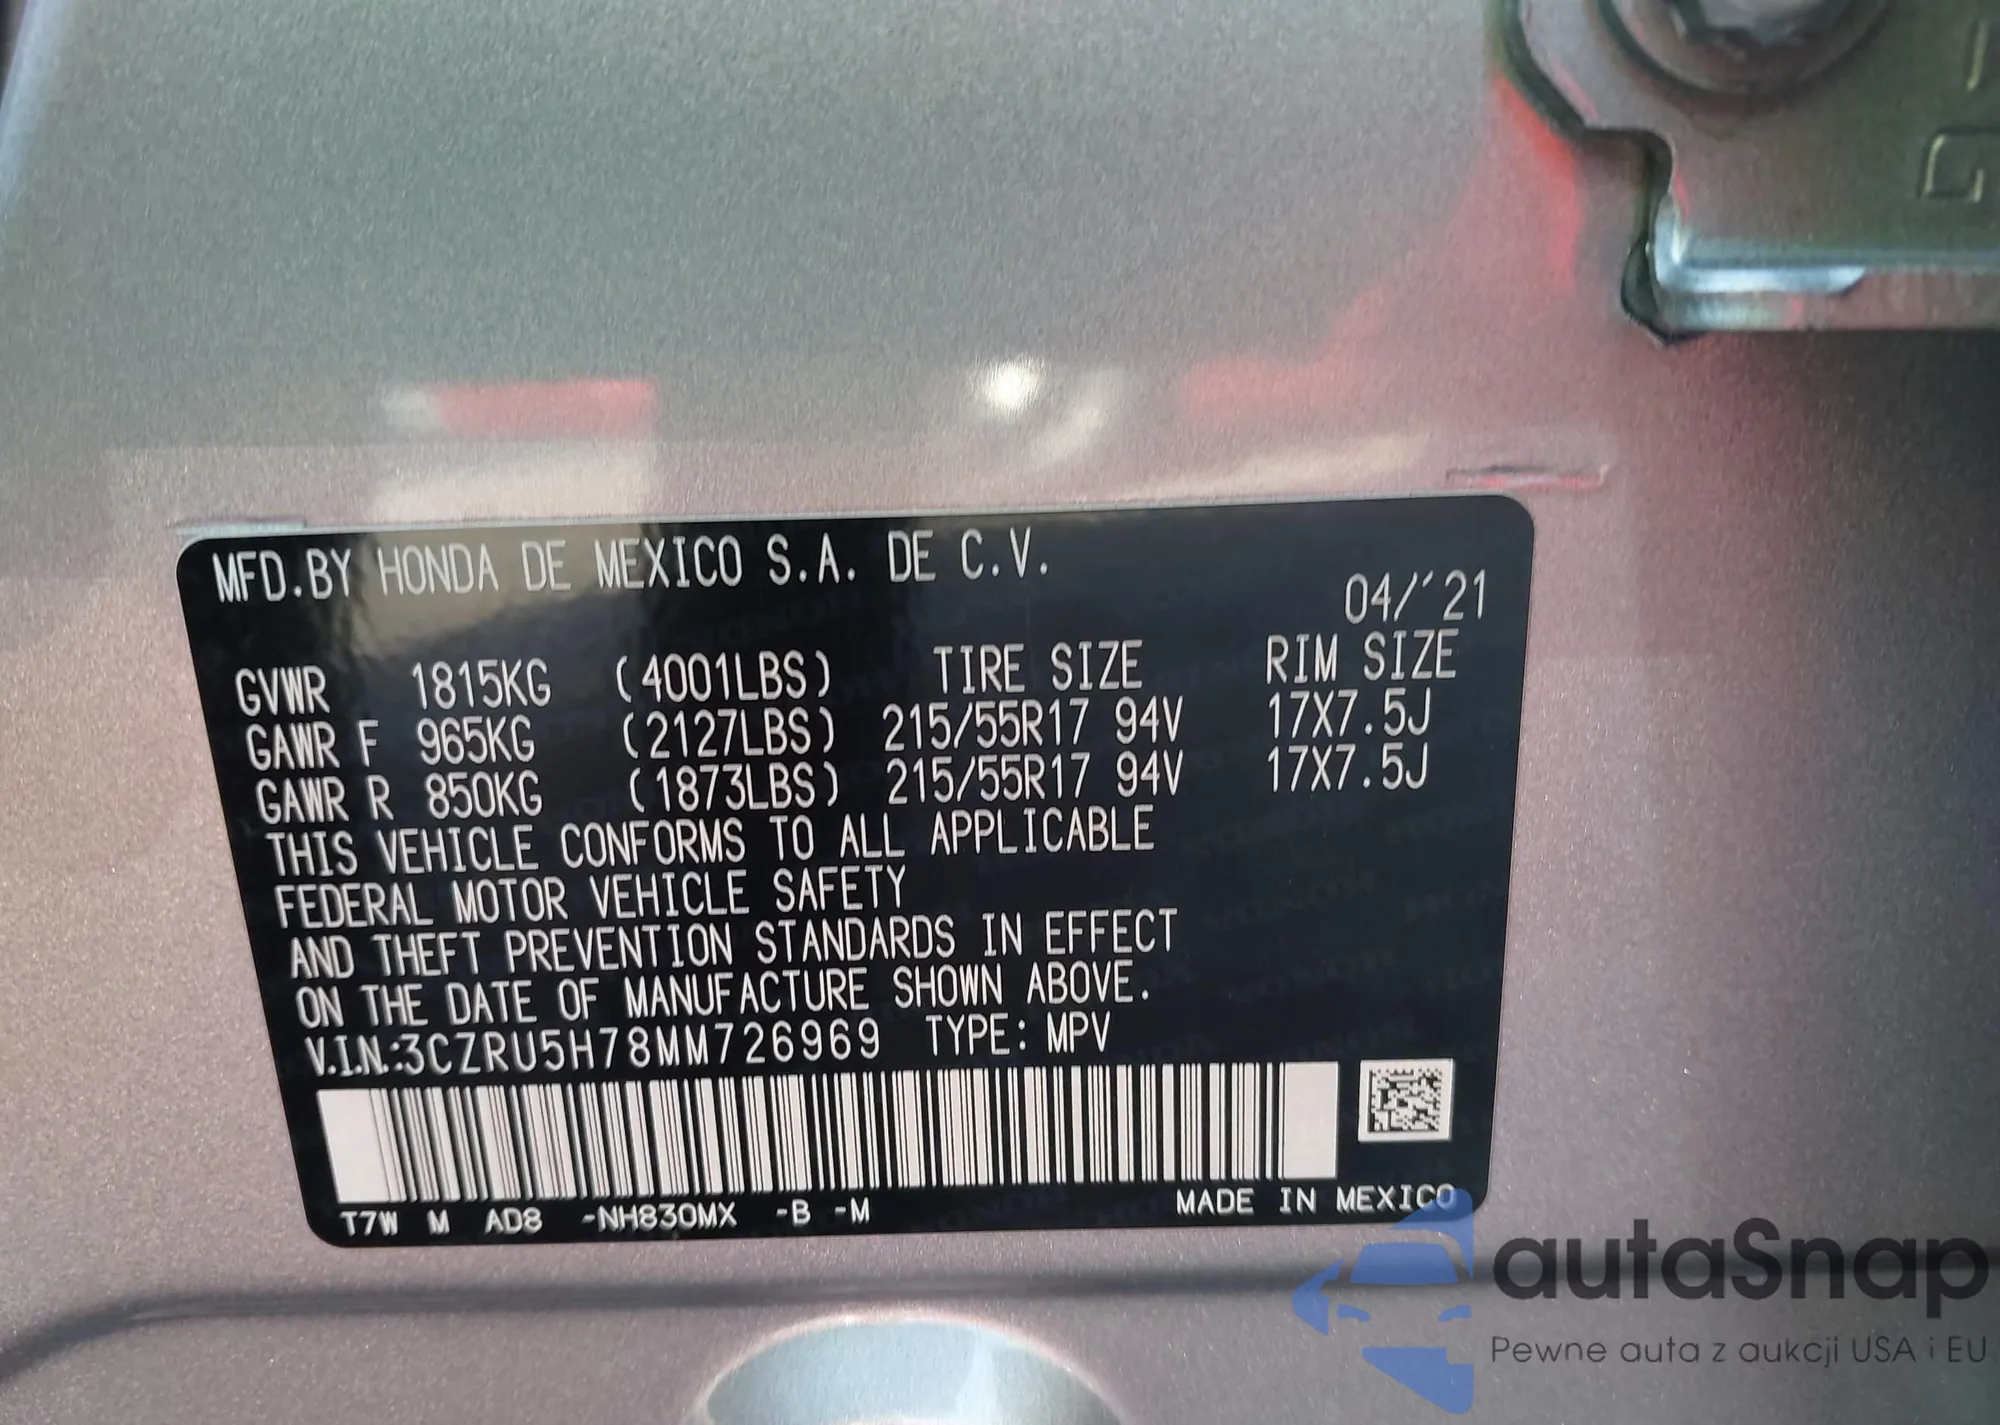 MFD.BY HONDA DE MEXICO S.A. DE C.V.
04/'21
GVWR 1815KG (4001LBS) TIRE SIZE RIM SIZE
GAWR F 965KG (2127LBS) 215/55R17 94V 17X7.5J
GAWR R 850KG (1873LBS) 215/55R17 94V 17X7.5J
THIS VEHICLE CONFORMS TO ALL APPLICABLE
FEDERAL MOTOR VEHICLE SAFETY
AND THEFT PREVENTION STANDARDS IN EFFECT
ON THE DATE OF MANUFACTURE SHOWN ABOVE.
V.I.N.:3CZRU5H78MM726969 TYPE: MPV
T7W M AD8 -NH830MX -B -M MADE IN MEXICO
autaSnap
Pewne auta z aukcji USA i EU